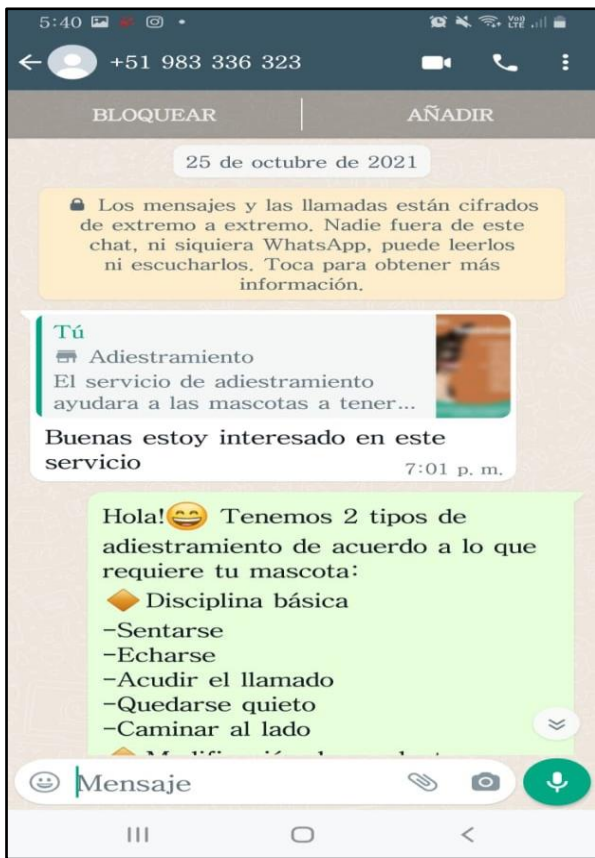 5:40
+51 983 336 323
BLOQUEAR
AÑADIR
25 de octubre de 2021
Los mensajes y las llamadas están cifrados
de extremo a extremo. Nadie fuera de este
chat, ni siquiera WhatsApp, puede leerlos
ni escucharlos. Toca para obtener más
información.
Tú
Adiestramiento
El servicio de adiestramiento
ayudara a las mascotas a tener...
Buenas estoy interesado en este
servicio
7:01 p. m.
Hola!😄 Tenemos 2 tipos de
adiestramiento de acuerdo a lo que
requiere tu mascota:
🔶 Disciplina básica
-Sentarse
-Echarse
-Acudir el llamado
-Quedarse quieto
-Caminar al lado
Mensaje